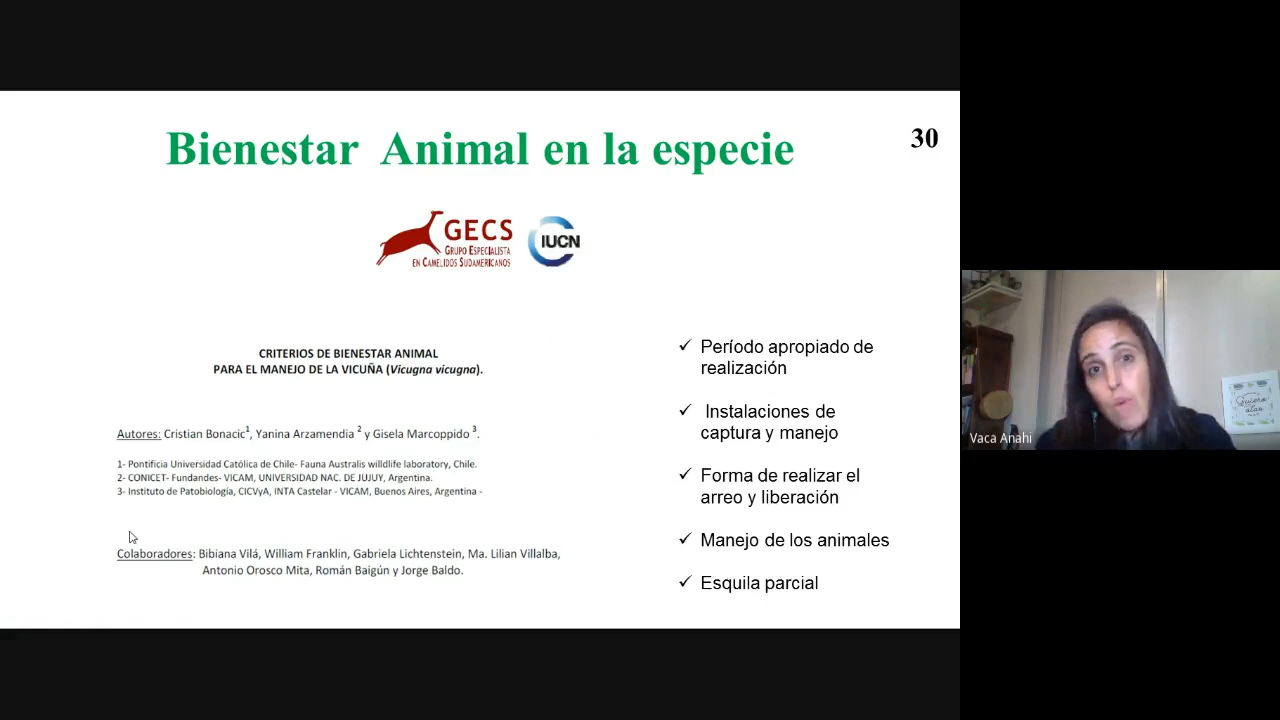 Bienestar Animal en la especie
30
GECS
GRUPO ESPECIALISTA
EN CAMELIDOS SUDAMERICANOS
IUCN
CRITERIOS DE BIENESTAR ANIMAL
PARA EL MANEJO DE LA VICUÑA (Vicugna vicugna).
Autores: Cristian Bonacic1, Yanina Arzamendia 2 y Gisela Marcoppido 3.
1- Pontificia Universidad Católica de Chile- Fauna Australis willdlife laboratory, Chile.
2- CONICET- Fundandes- VICAM, UNIVERSIDAD NAC. DE JUJUY, Argentina.
3- Instituto de Patobiología, CICVyA, INTA Castelar - VICAM, Buenos Aires, Argentina -
Colaboradores: Bibiana Vilá, William Franklin, Gabriela Lichtenstein, Ma. Lilian Villalba,
Antonio Orosco Mita, Román Baigún y Jorge Baldo.
✓ Período apropiado de
realización
✓ Instalaciones de
captura y manejo
✓ Forma de realizar el
arreo y liberación
✓ Manejo de los animales
✓ Esquila parcial
Quiero
alas
Vaca Anahi